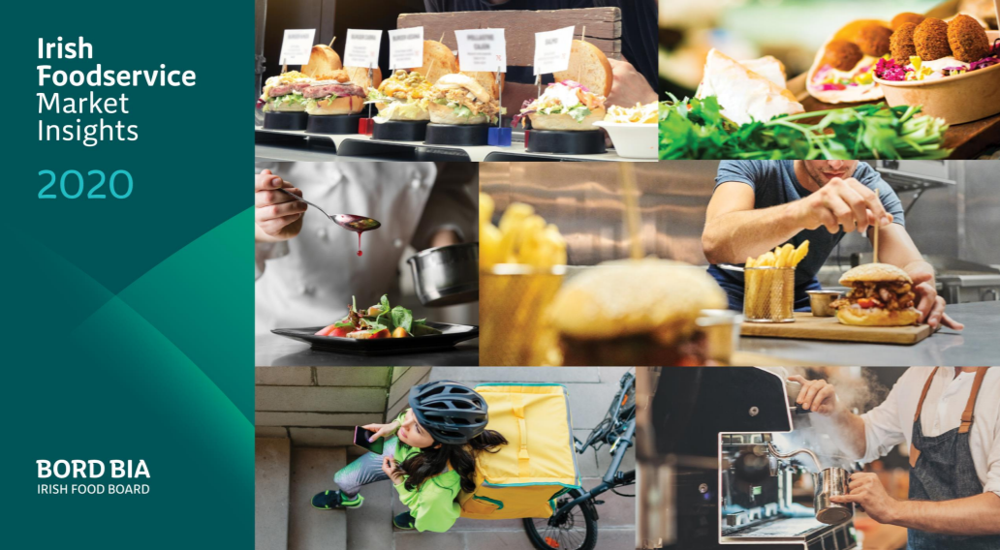 Irish
Foodservice
Market
Insights
2020
BORD BIA
IRISH FOOD BOARD